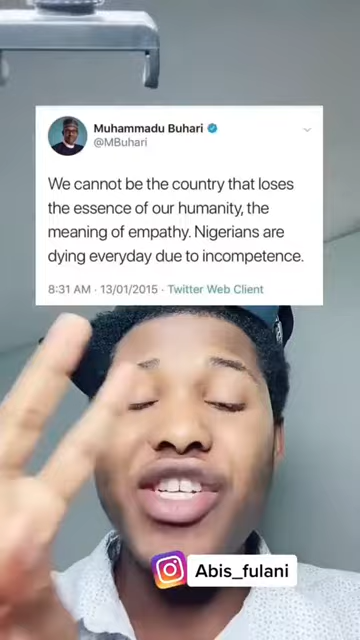 Muhammadu Buhari
@MBuhari
We cannot be the country that loses
the essence of our humanity, the
meaning of empathy. Nigerians are
dying everyday due to incompetence.
8:31 AM · 13/01/2015 · Twitter Web Client
Abis_fulani